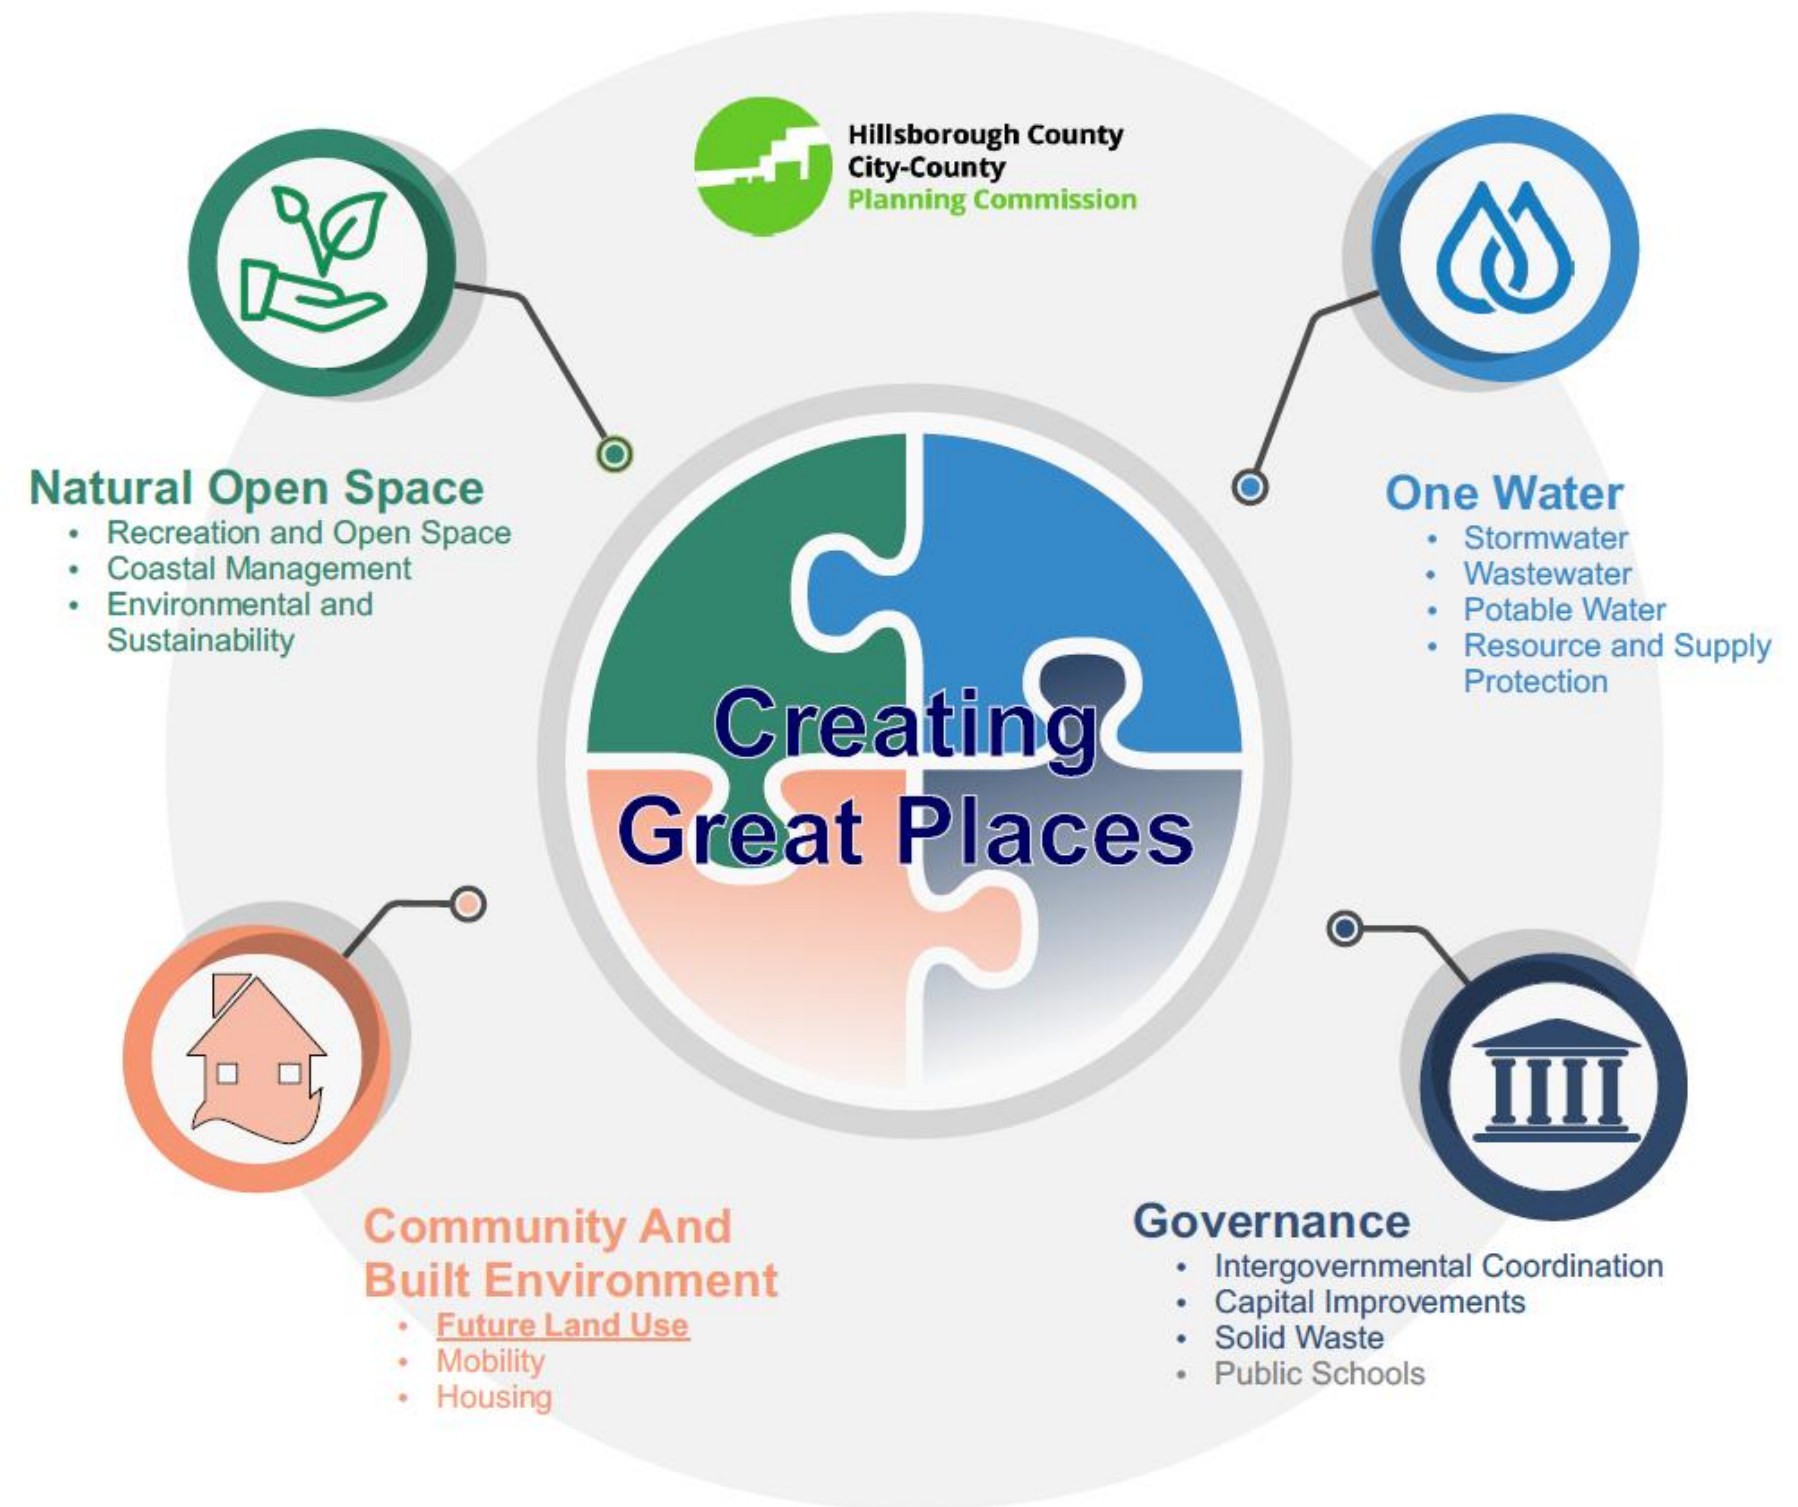 Hillsborough County
City-County
Planning Commission
Natural Open Space
• Recreation and Open Space
• Coastal Management
• Environmental and
Sustainability
One Water
• Stormwater
• Wastewater
• Potable Water
• Resource and Supply
Protection
Creating
Great Places
Community And
Built Environment
• Future Land Use
• Mobility
• Housing
Governance
• Intergovernmental Coordination
• Capital Improvements
• Solid Waste
• Public Schools